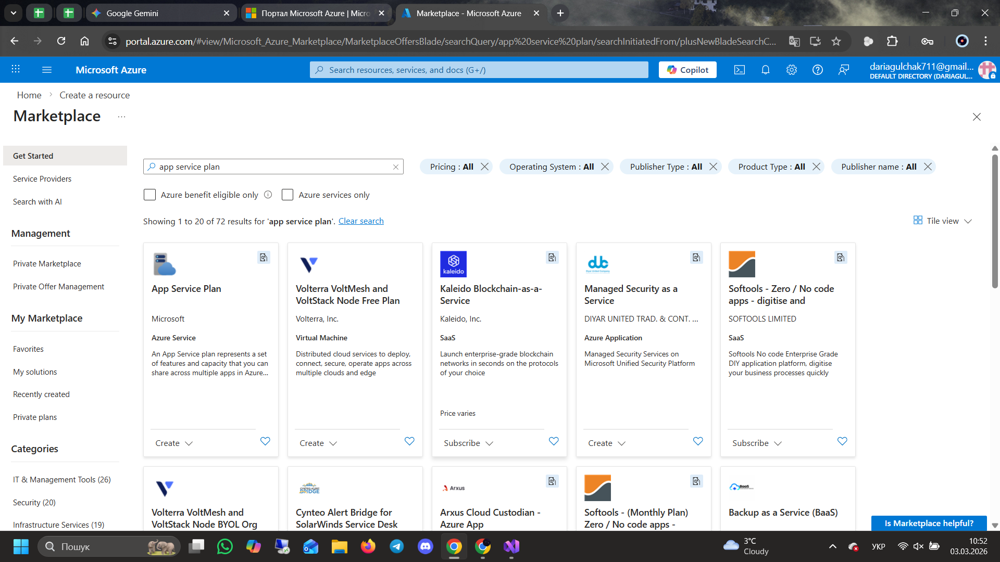 Google Gemini
Портал Microsoft Azure | Micro
Marketplace - Microsoft Azure
portal.azure.com/#view/Microsoft_Azure_Marketplace/MarketplaceOffersBlade/searchQuery/app%20service%20plan/searchInitiatedFrom/plusNewBladeSearchC...
Microsoft Azure
Search resources, services, and docs (G+/)
Copilot
dariagulchak711@gmail...
DEFAULT DIRECTORY (DARIAGUL...
Home
Create a resource
Marketplace
...
Get Started
Service Providers
Search with AI
Management
Private Marketplace
Private Offer Management
My Marketplace
Favorites
My solutions
Recently created
Private plans
Categories
IT & Management Tools (26)
Security (20)
Infrastructure Services (19)
app service plan
Pricing : All
Operating System : All
Publisher Type : All
Product Type : All
Publisher name : All
Azure benefit eligible only
Azure services only
Showing 1 to 20 of 72 results for 'app service plan'. Clear search
Tile view
App Service Plan
Microsoft
Azure Service
An App Service plan represents a set
of features and capacity that you can
share across multiple apps in Azure...
Create
Volterra VoltMesh and
VoltStack Node Free Plan
Volterra, Inc.
Virtual Machine
Distributed cloud services to deploy,
connect, secure, operate apps across
multiple clouds and edge
Create
kaleido
Kaleido Blockchain-as-a-
Service
Kaleido, Inc.
SaaS
Launch enterprise-grade blockchain
networks in seconds on the protocols
of your choice
Price varies
Subscribe
duc
Diyar United Company
Managed Security as a
Service
DIYAR UNITED TRAD. & CONT. ...
Azure Application
Managed Security Services on
Microsoft Unified Security Platform
Create
Softools - Zero / No code
apps - digitise and
SOFTOOLS LIMITED
SaaS
Softools No code Enterprise Grade
DIY application platform, digitise
your business processes quickly
Subscribe
Volterra VoltMesh and
VoltStack Node BYOL Org
CYNTEO ALERT
BRIDGE
Cynteo Alert Bridge for
SolarWinds Service Desk
Arxus
Arxus Cloud Custodian -
Azure App
Softools - (Monthly Plan)
Zero / No code apps -
BaaS
Backup as a Service (BaaS)
Is Marketplace helpful?
Пошук
3°C
Cloudy
УКР
10:52
03.03.2026